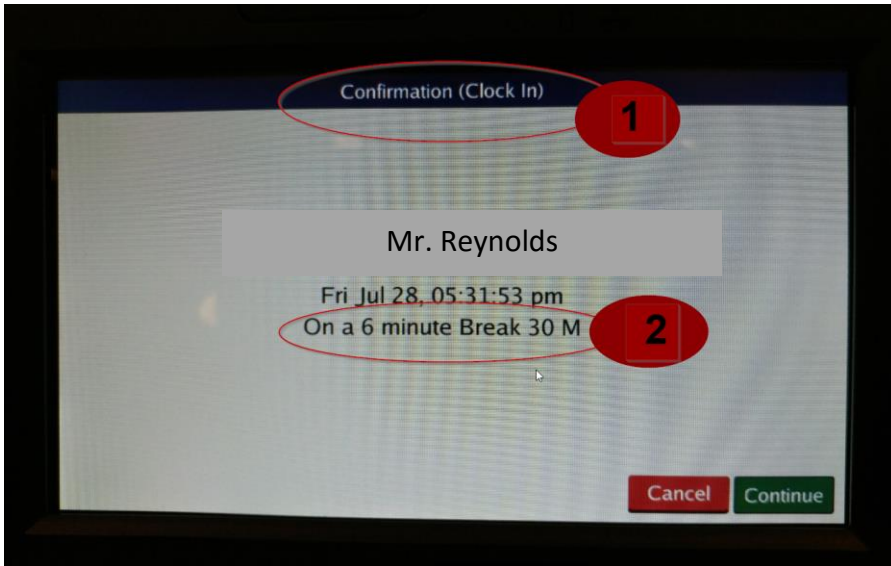 Confirmation (Clock In)
1
Mr. Reynolds
Fri Jul 28, 05:31:53 pm
On a 6 minute Break 30 M
2
Cancel
Continue